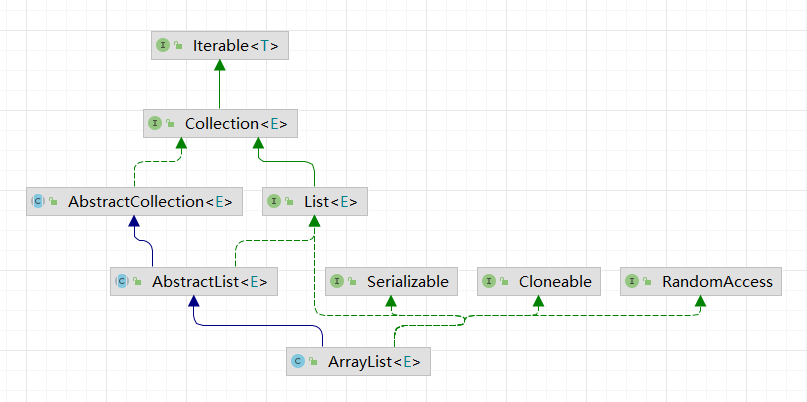 Iterable<T>
Collection<E>
AbstractCollection<E>
List<E>
AbstractList<E>
Serializable
Cloneable
RandomAccess
ArrayList<E>